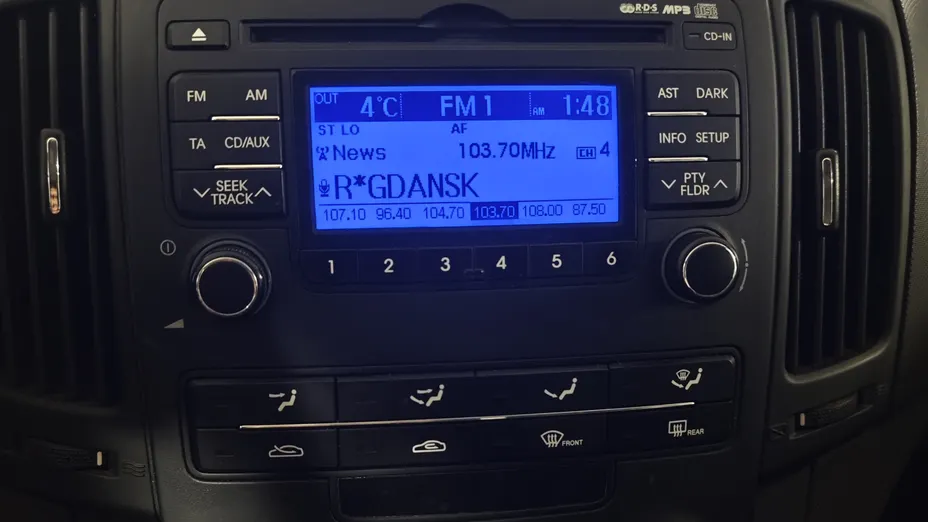 R·D·S MP3
CD-IN
FM AM
TA CD/AUX
SEEK
TRACK
OUT 4°C FM 1 AM 1:48
ST LO AF
News 103.70MHz CH 4
R*GDANSK
107.10 96.40 104.70 103.70 108.00 87.50
AST DARK
INFO SETUP
PTY
FLDR
1 2 3 4 5 6
FRONT
REAR